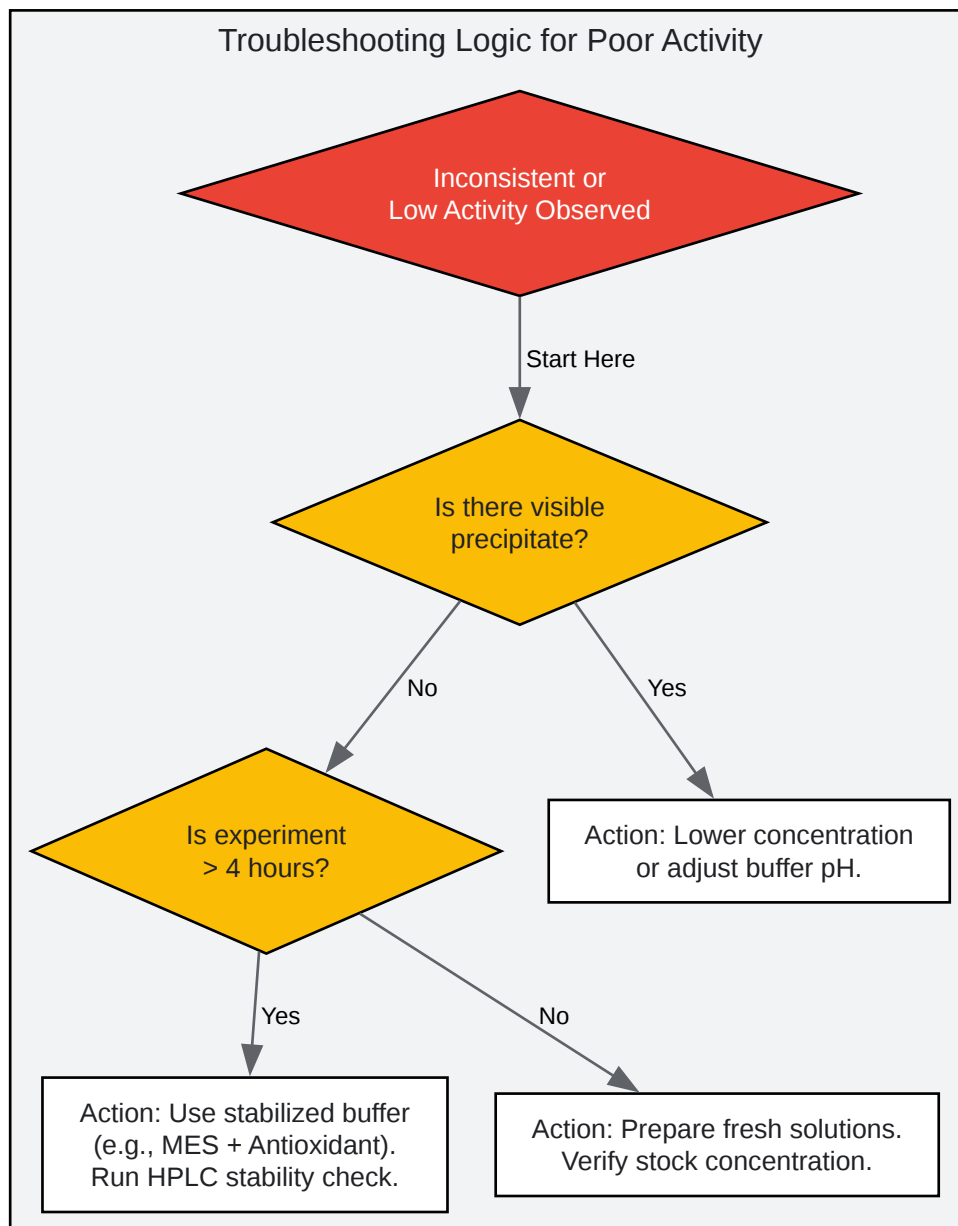 Troubleshooting Logic for Poor Activity
Inconsistent or
Low Activity Observed
Start Here
Is there visible
precipitate?
No
Yes
Is experiment
> 4 hours?
Action: Lower concentration
or adjust buffer pH.
Yes
No
Action: Use stabilized buffer
(e.g., MES + Antioxidant).
Run HPLC stability check.
Action: Prepare fresh solutions.
Verify stock concentration.